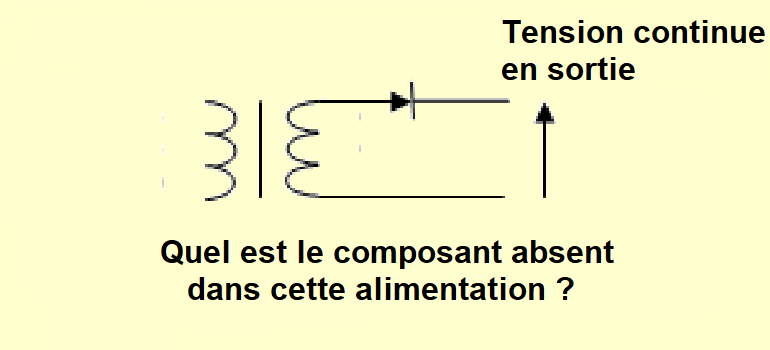 Tension continue
en sortie
Quel est le composant absent
dans cette alimentation ?